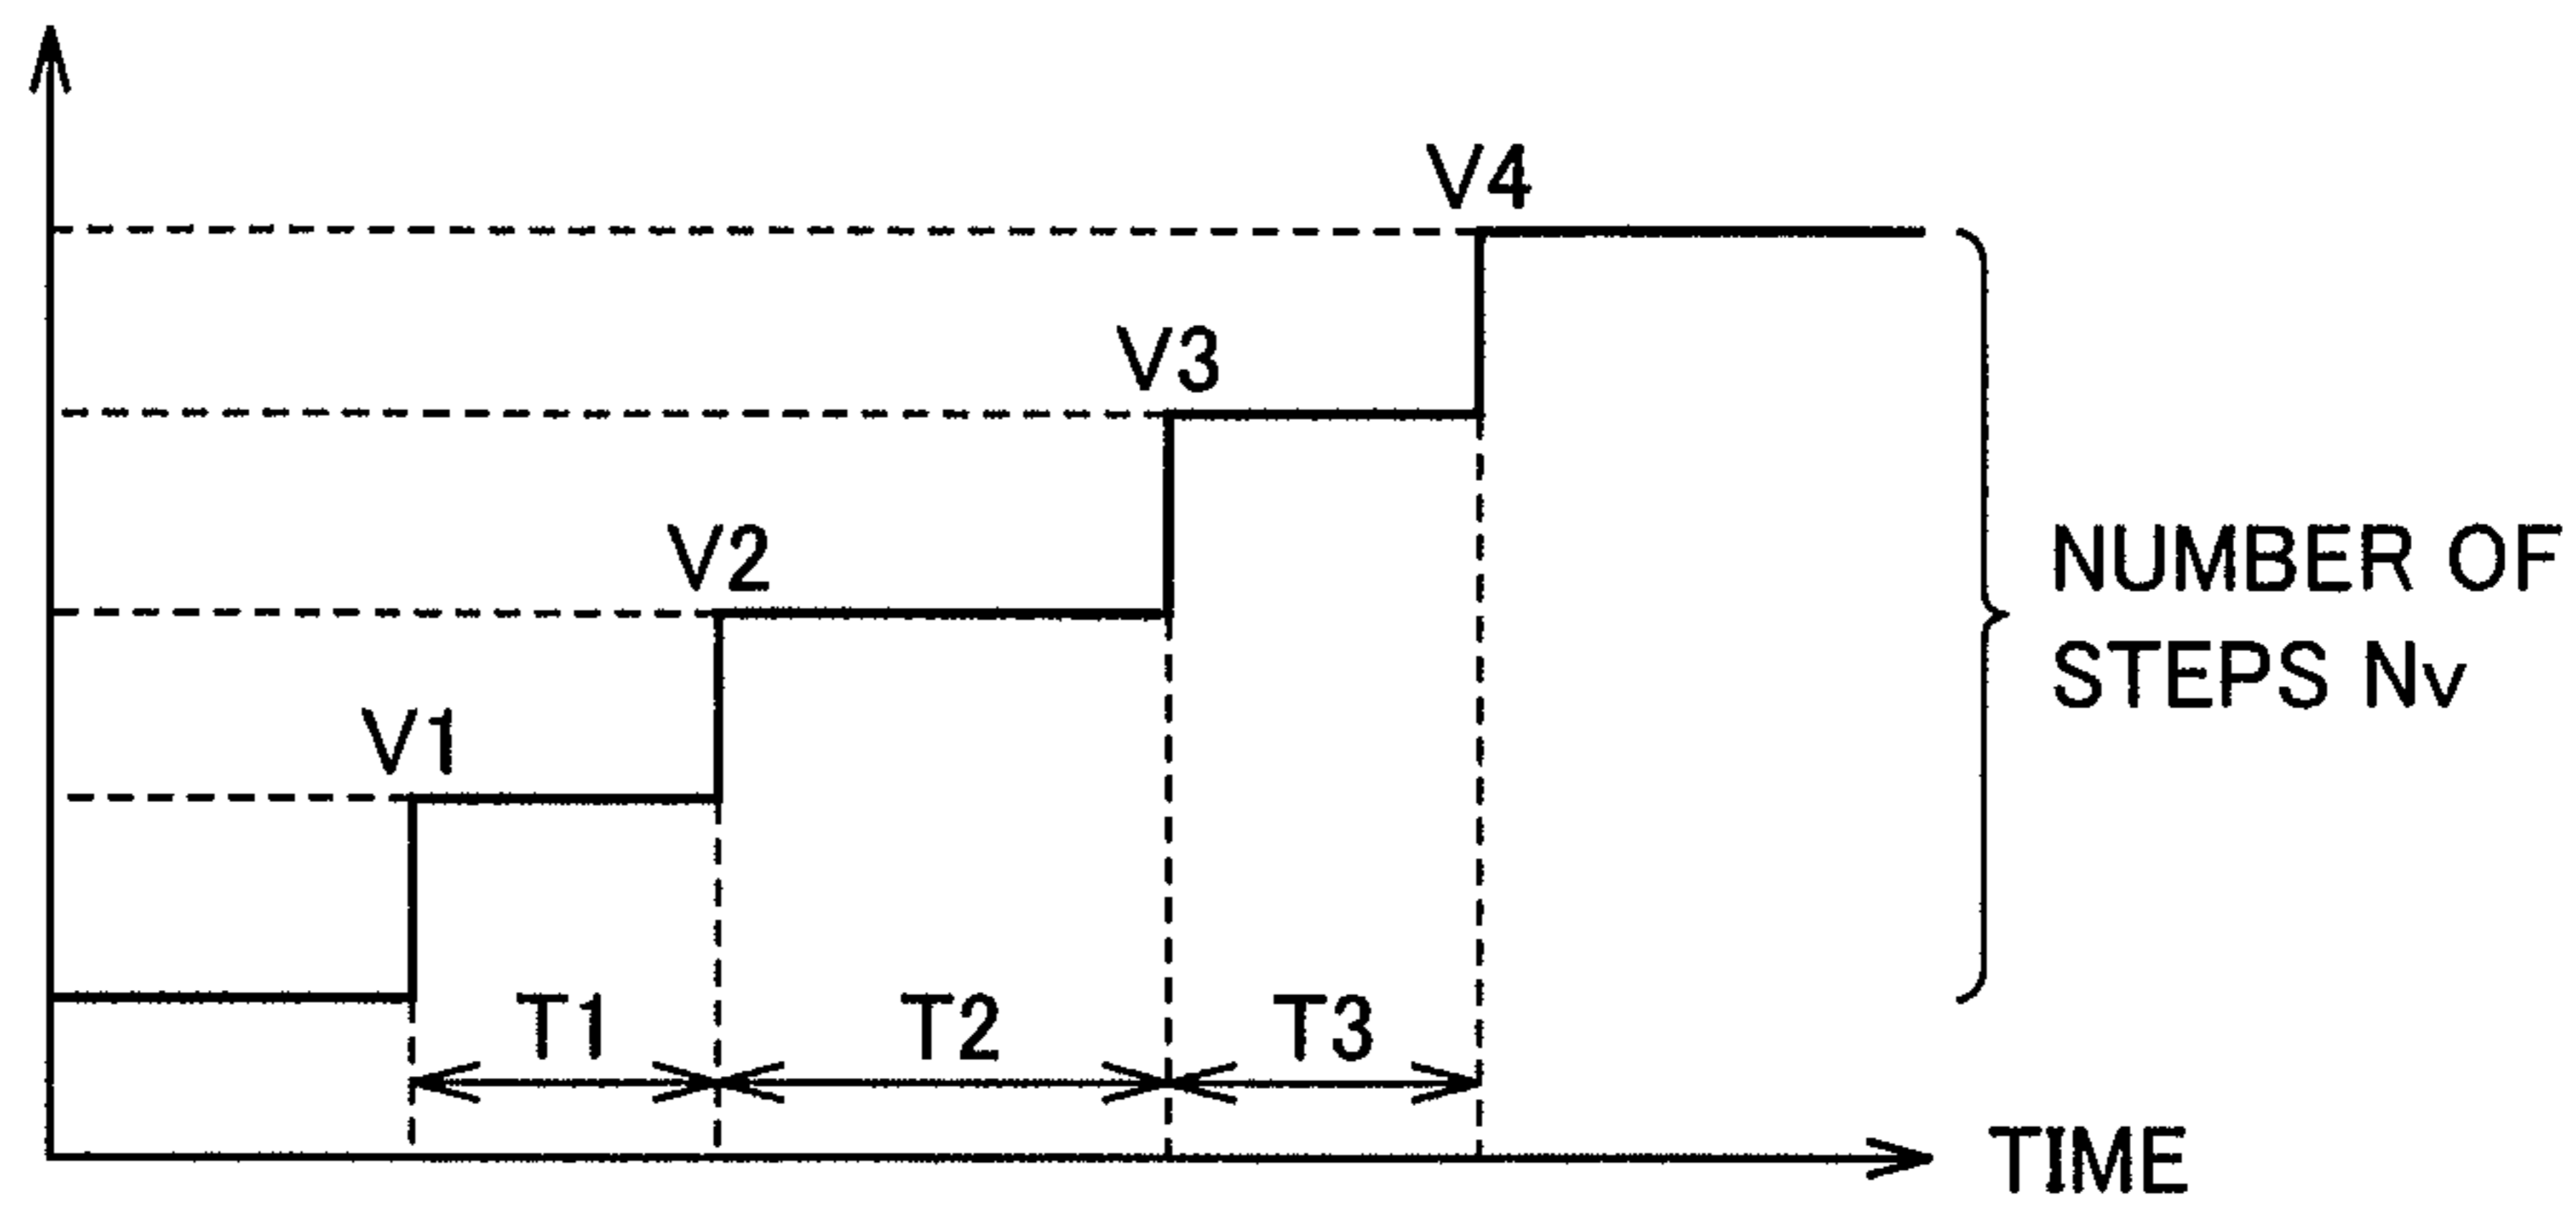 V4
V3
V2
NUMBER OF
STEPS Nv
V1
T1 T2 T3
TIME